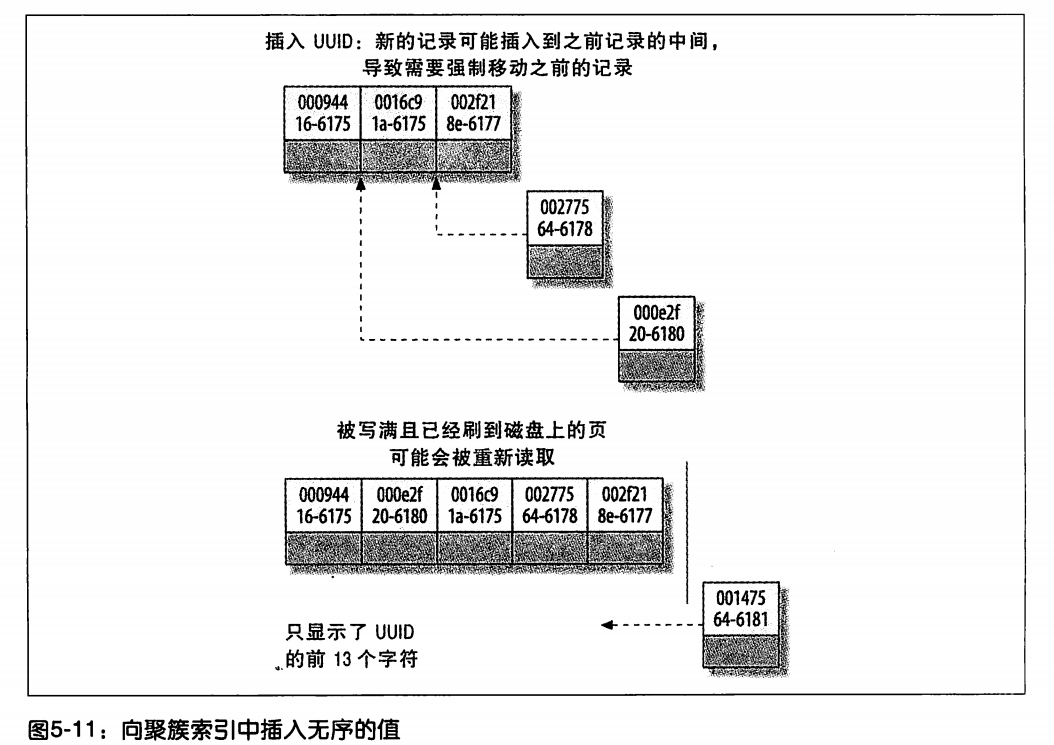 插入 UUID：新的记录可能插入到之前记录的中间，
导致需要强制移动之前的记录
000944 0016c9 002f21
16-6175 1a-6175 8e-6177
002775
64-6178
000e2f
20-6180
被写满且已经刷到磁盘上的页
可能会被重新读取
000944 000e2f 0016c9 002775 002f21
16-6175 20-6180 1a-6175 64-6178 8e-6177
001475
64-6181
只显示了 UUID
的前 13 个字符
图5-11：向聚簇索引中插入无序的值